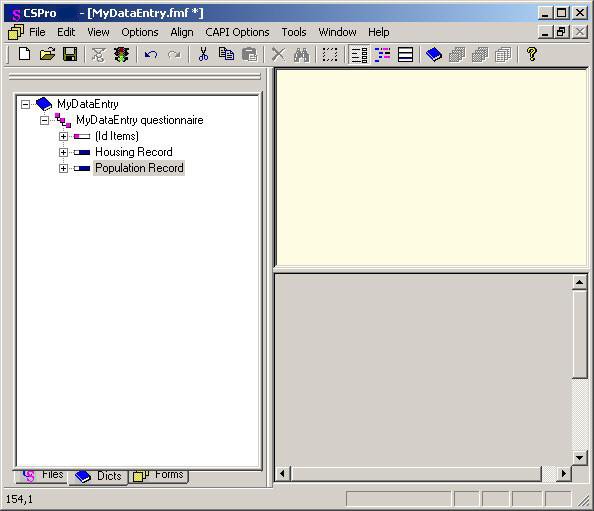 CSPro - [MyDataEntry.fmf *]
File Edit View Options Align CAPI Options Tools Window Help
MyDataEntry
MyDataEntry questionnaire
(Id Items)
Housing Record
Population Record
Files Dicts Forms
154,1